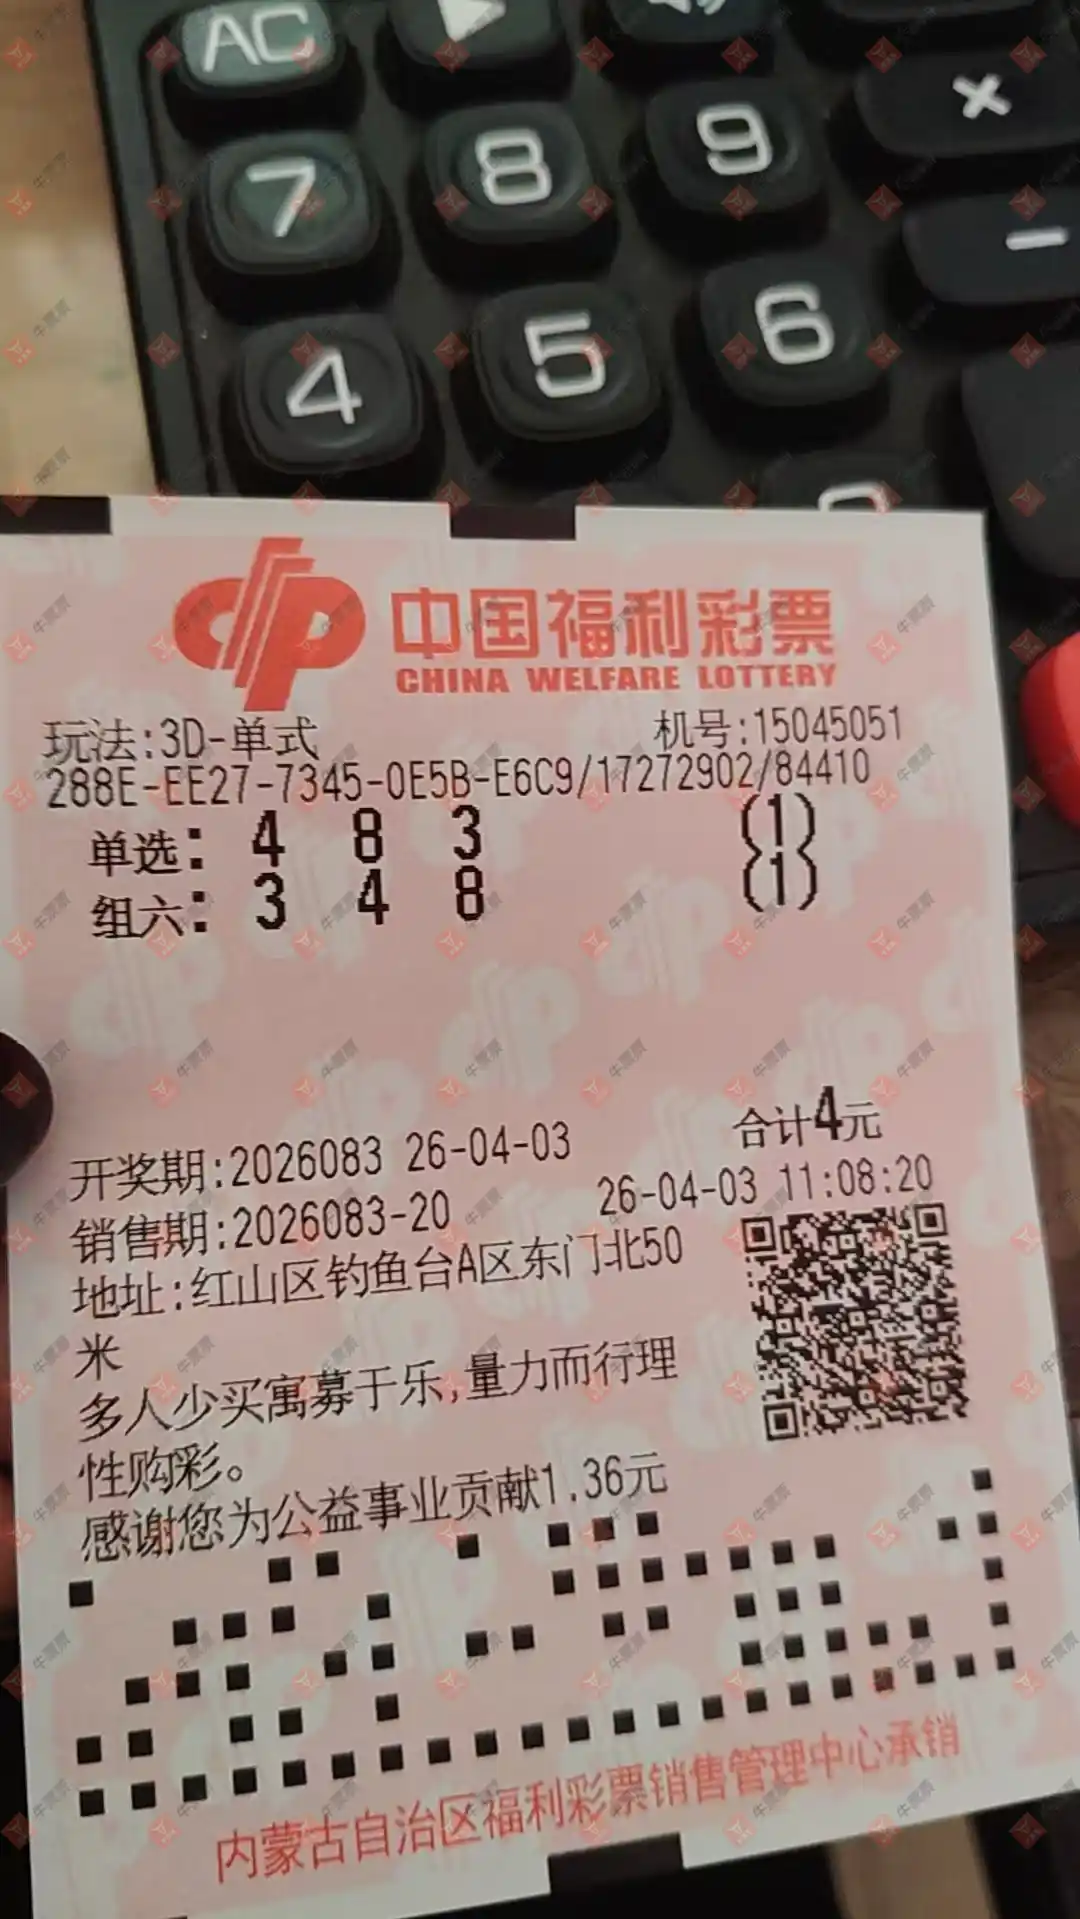 AC
×
7 8 9
-
4 5 6
中国福利彩票
CHINA WELFARE LOTTERY
玩法:3D-单式 机号:15045051
288E-EE27-7345-0E5B-E6C9/17272902/84410
单选: 4 8 3 (1)
组六: 3 4 8 (1)
合计4元
开奖期:2026083 26-04-03
销售期:2026083-20 26-04-03 11:08:20
地址:红山区钓鱼台A区东门北50
米
多人少买寓募于乐,量力而行理
性购彩。
感谢您为公益事业贡献1.36元
内蒙古自治区福利彩票销售管理中心承销